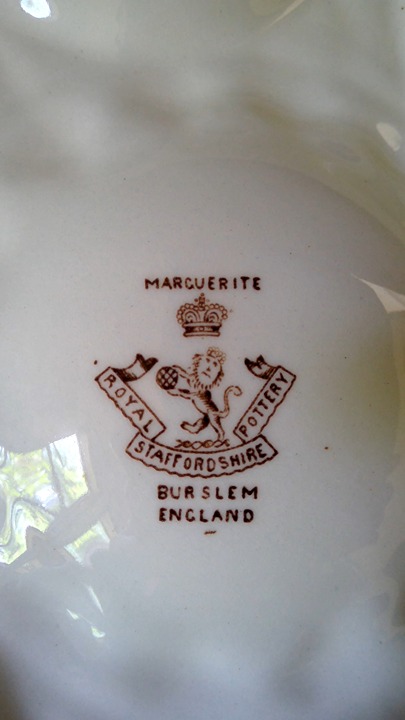 MARGUERITE
ROYAL STAFFORDSHIRE POTTERY
BURSLEM
ENGLAND